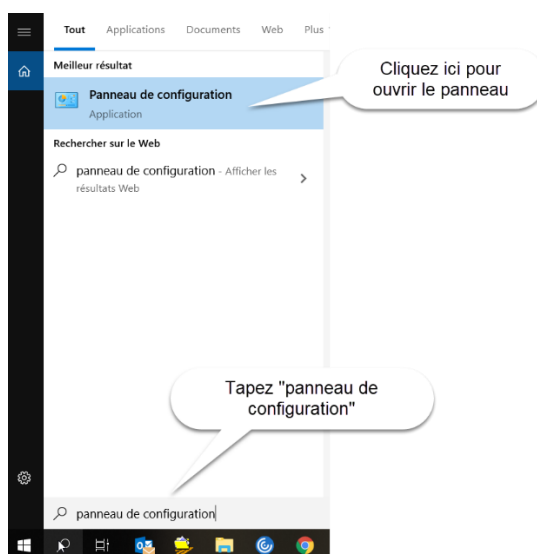 Tout Applications Documents Web Plus
Meilleur résultat
Panneau de configuration
Application
Cliquez ici pour
ouvrir le panneau
Rechercher sur le Web
panneau de configuration - Afficher les
résultats Web
Tapez "panneau de
configuration"
panneau de configuration